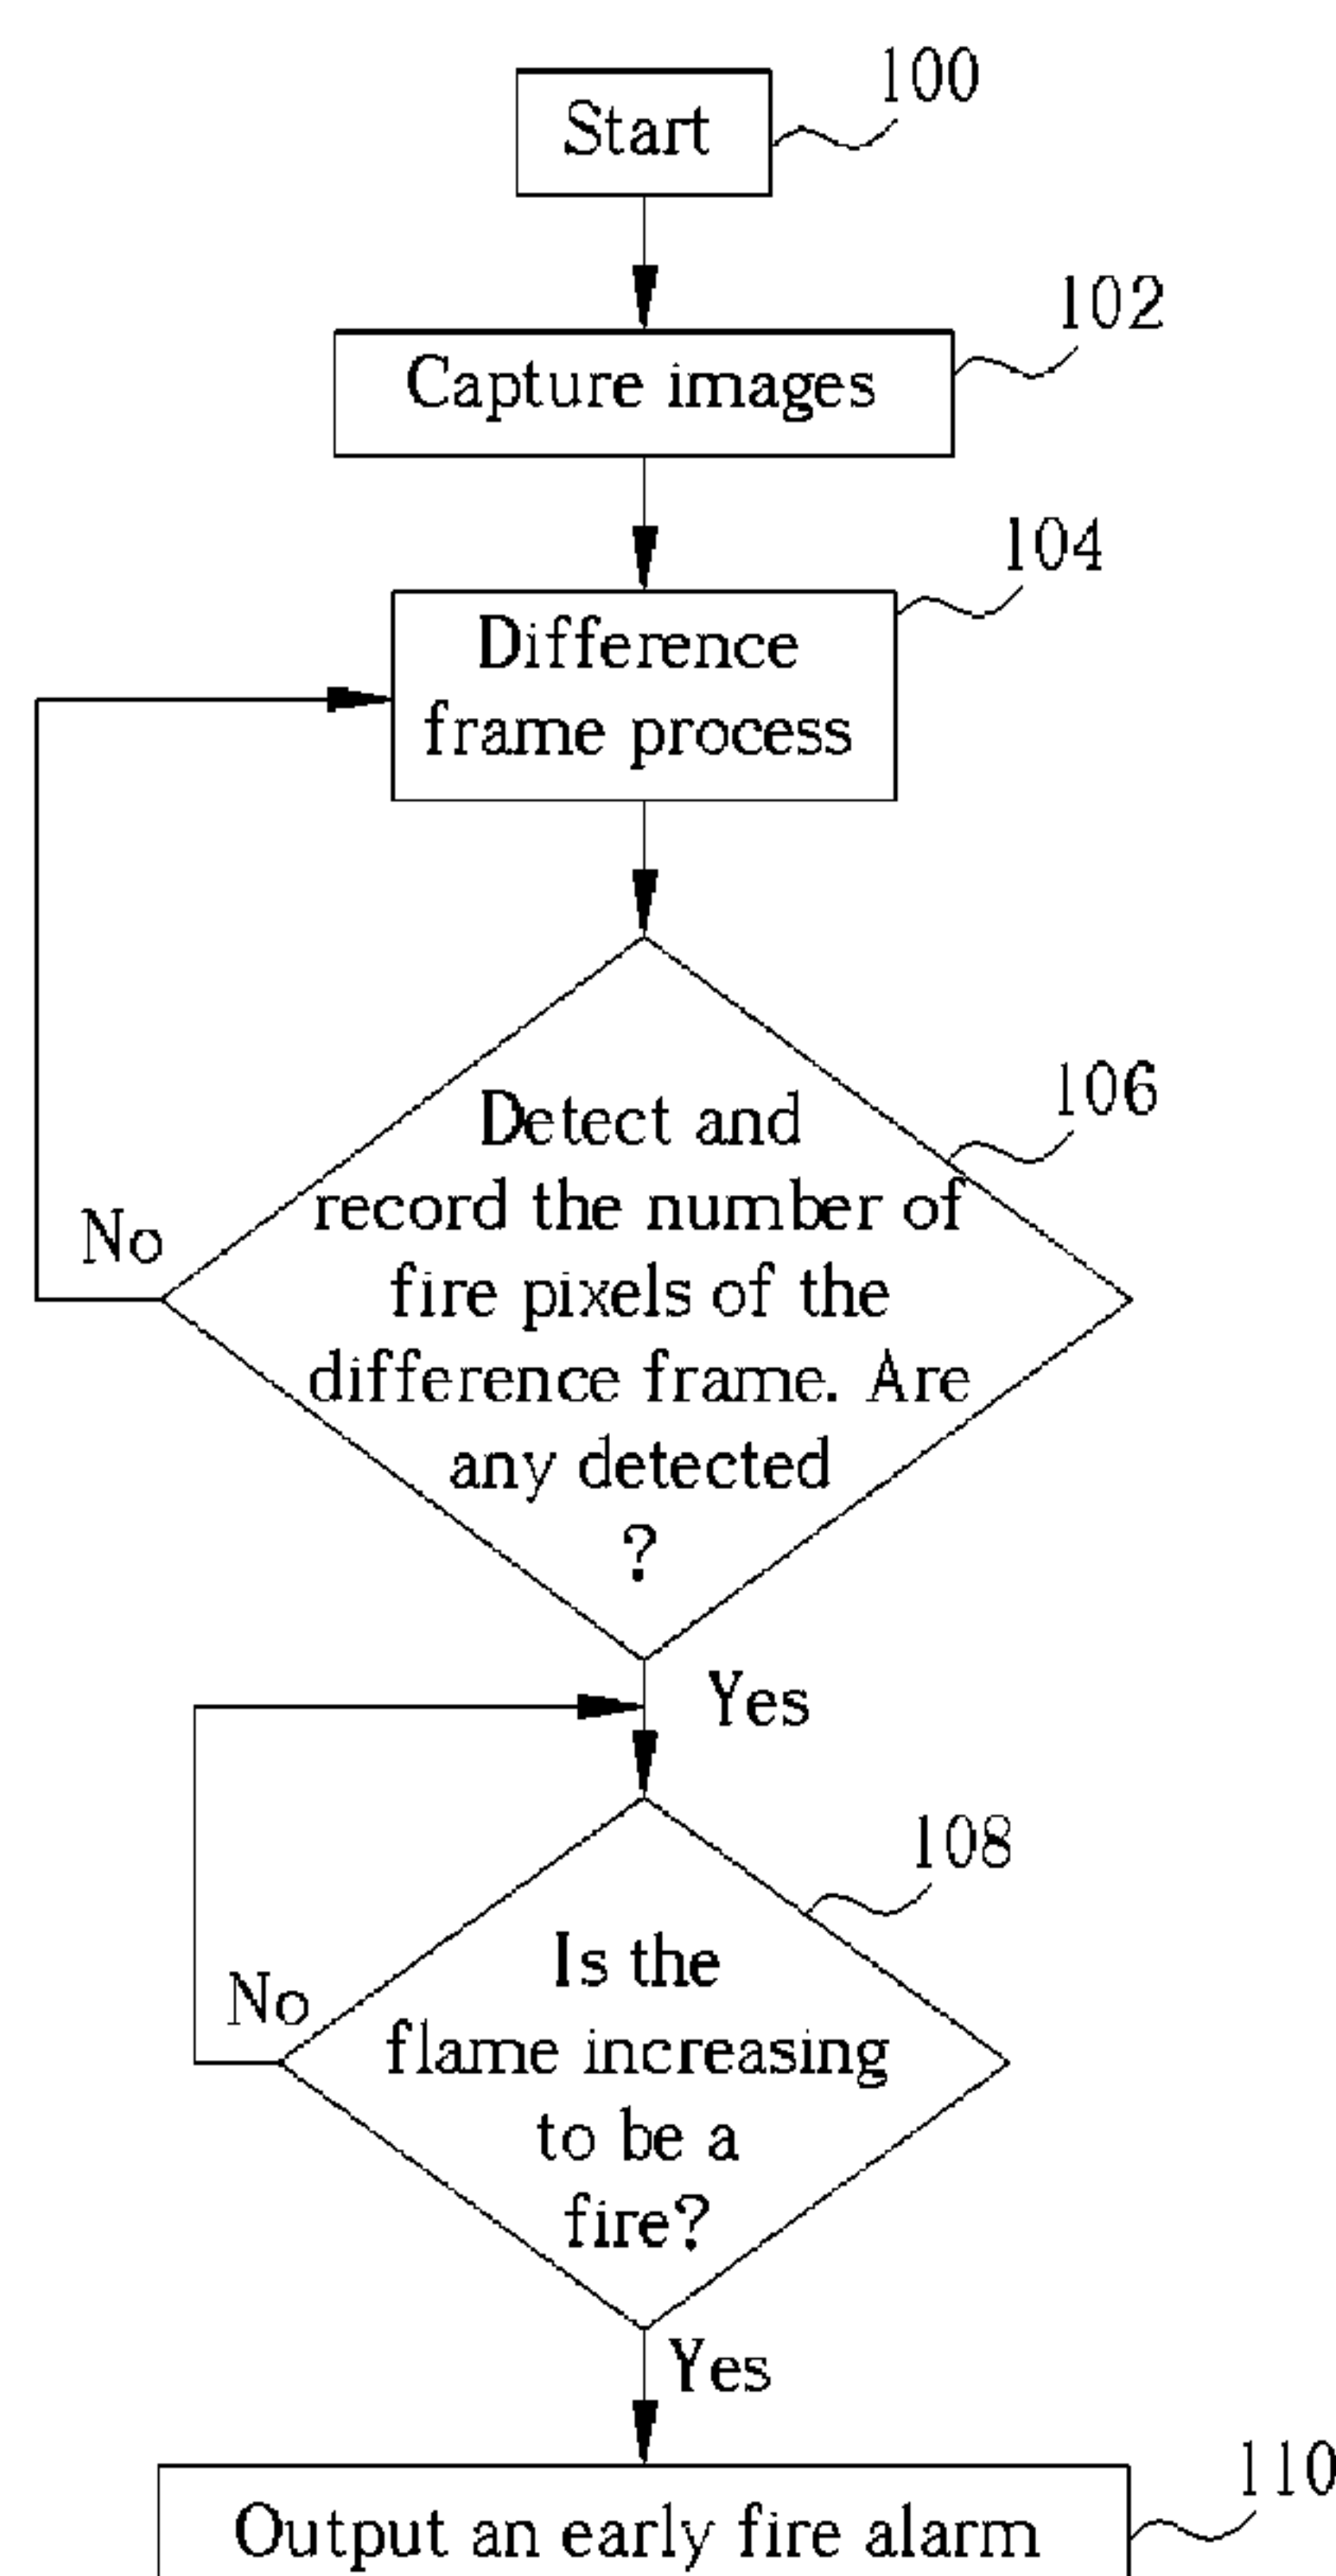 Start
100
Capture images
102
Difference
frame process
104
Detect and
record the number of
fire pixels of the
difference frame. Are
any detected
?
106
No
Yes
Is the
flame increasing
to be a
fire?
108
No
Yes
Output an early fire alarm
110